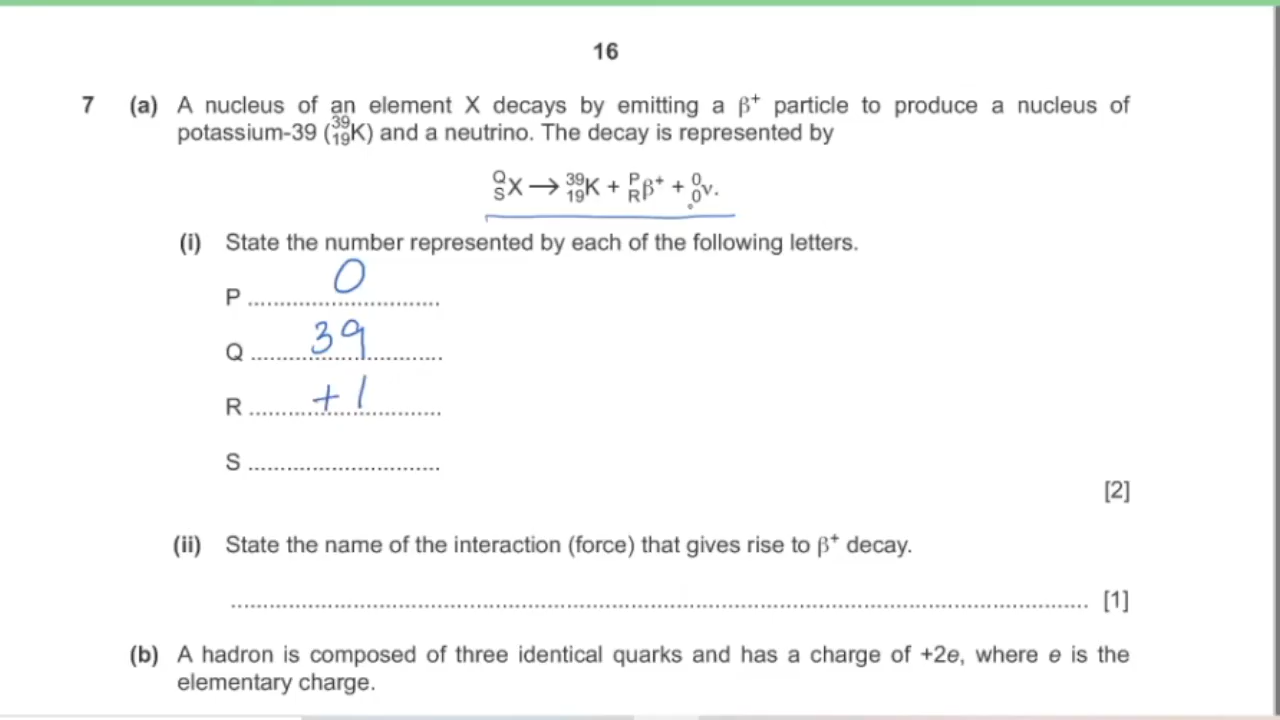 16
7 (a) A nucleus of an element X decays by emitting a β⁺ particle to produce a nucleus of
potassium-39 (³⁹₁₉K) and a neutrino. The decay is represented by
Q
S X → ³⁹₁₉K + P
R β⁺ + ⁰₀ν.
(i) State the number represented by each of the following letters.
P .............................. 0
Q .............................. 39
R .............................. +1
S ..............................
[2]
(ii) State the name of the interaction (force) that gives rise to β⁺ decay.
.................................................................................................................................... [1]
(b) A hadron is composed of three identical quarks and has a charge of +2e, where e is the
elementary charge.